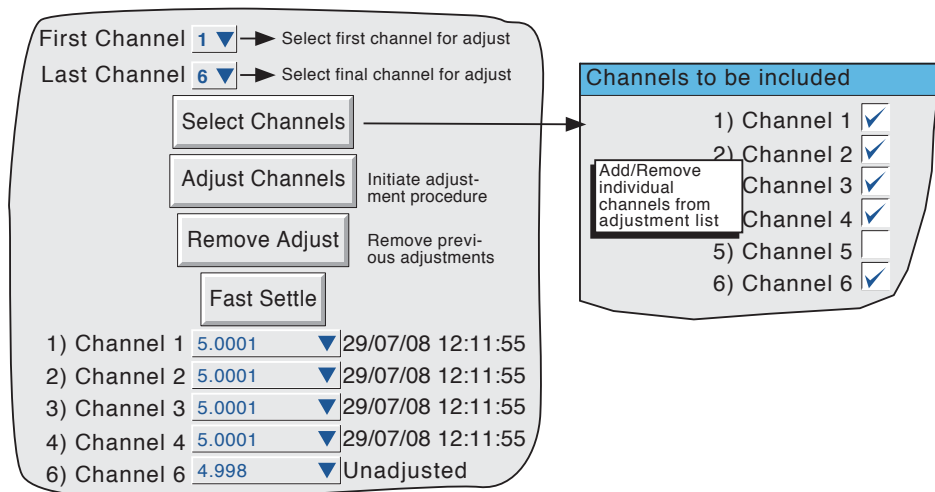 First Channel 1 Select first channel for adjust
Last Channel 6 Select final channel for adjust
Select Channels
Adjust Channels
Initiate adjust-
ment procedure
Remove Adjust
Remove previ-
ous adjustments
Fast Settle
1) Channel 1 5.0001 29/07/08 12:11:55
2) Channel 2 5.0001 29/07/08 12:11:55
3) Channel 3 5.0001 29/07/08 12:11:55
4) Channel 4 5.0001 29/07/08 12:11:55
6) Channel 6 4.998 Unadjusted
Channels to be included
1) Channel 1
2) Channel 2
Channel 3
Channel 4
5) Channel 5
6) Channel 6
Add/Remove
individual
channels from
adjustment list